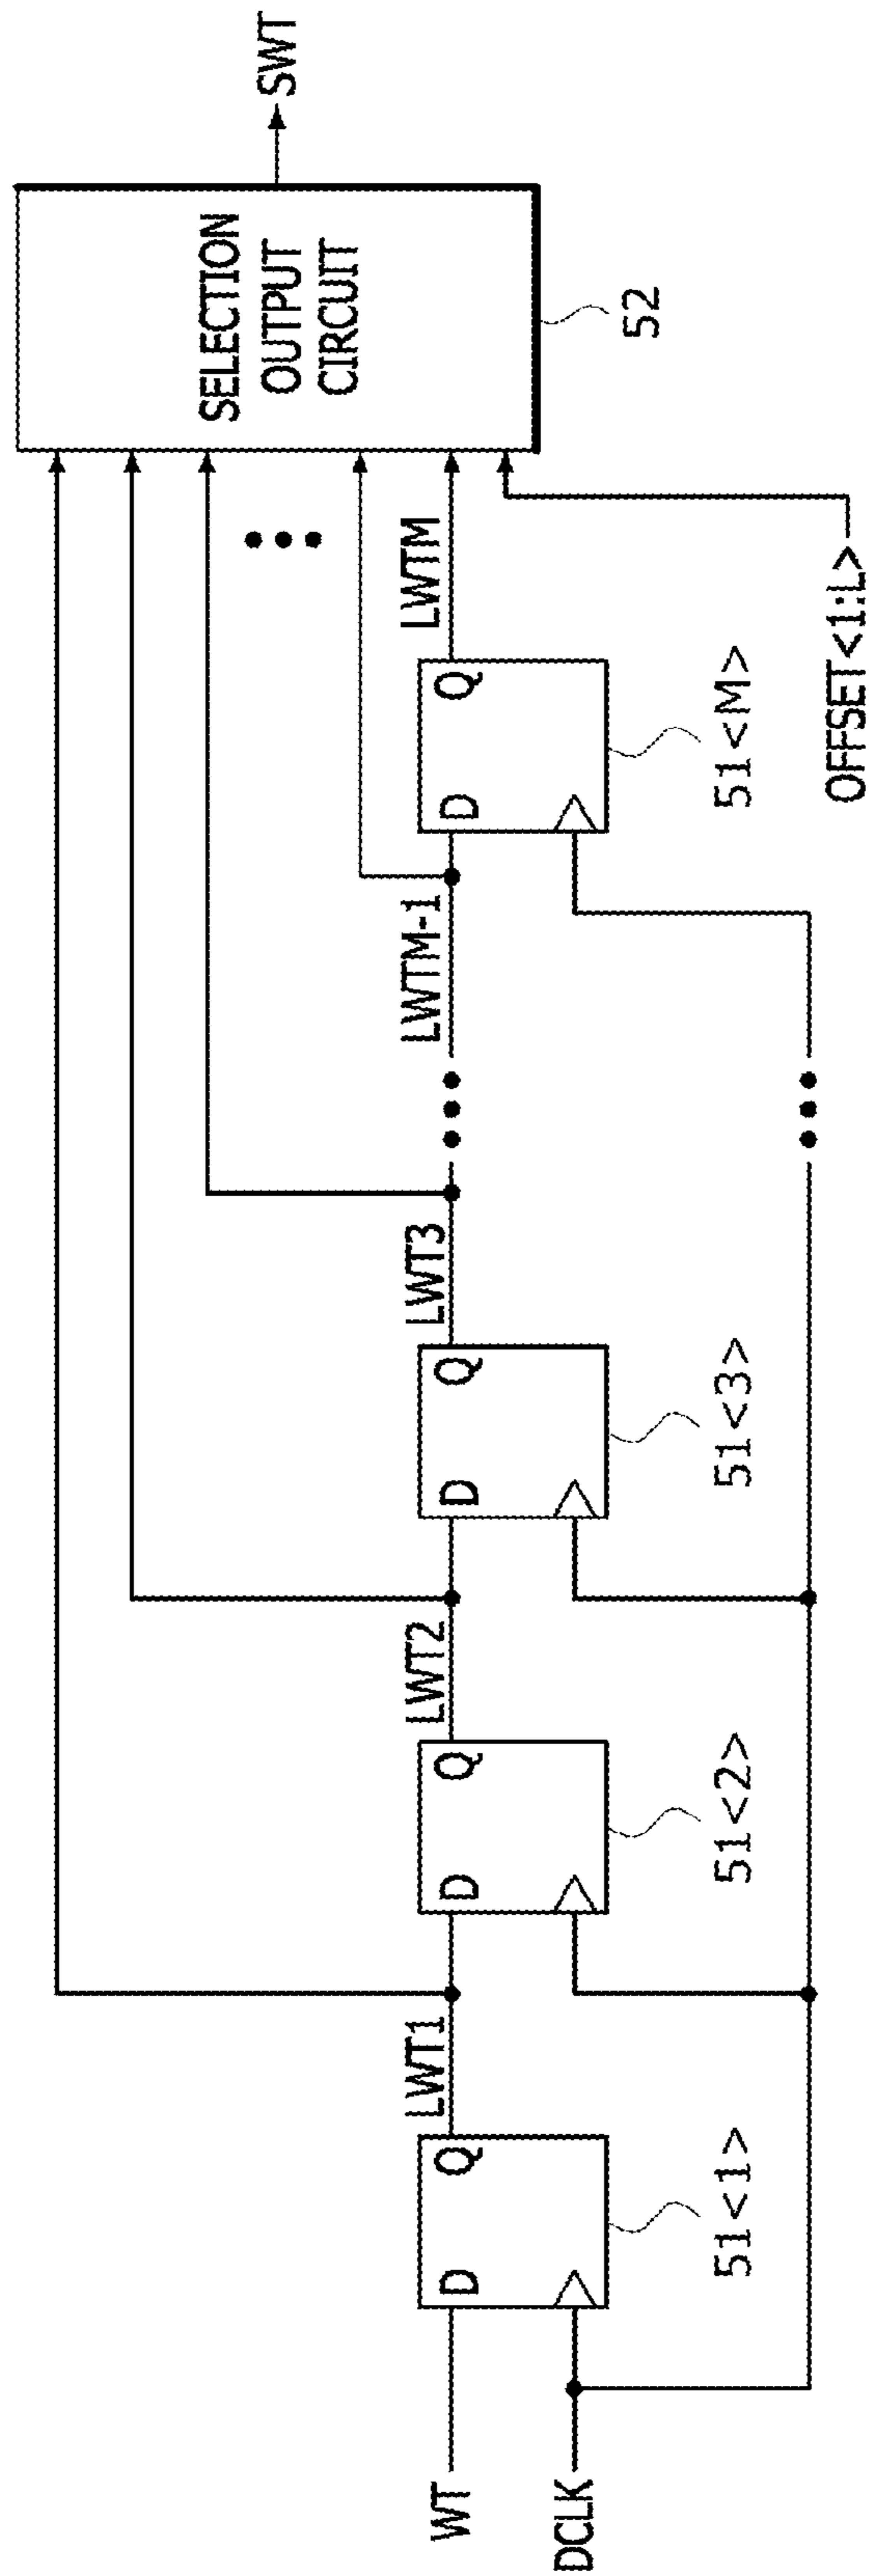 WT
DCLK
D
Q
51<1>
LWT1
D
Q
51<2>
LWT2
D
Q
51<3>
LWT3
LWTM-1
D
Q
51<M>
LWTM
OFFSET<1:L>
SELECTION
OUTPUT
CIRCUIT
52
SWT